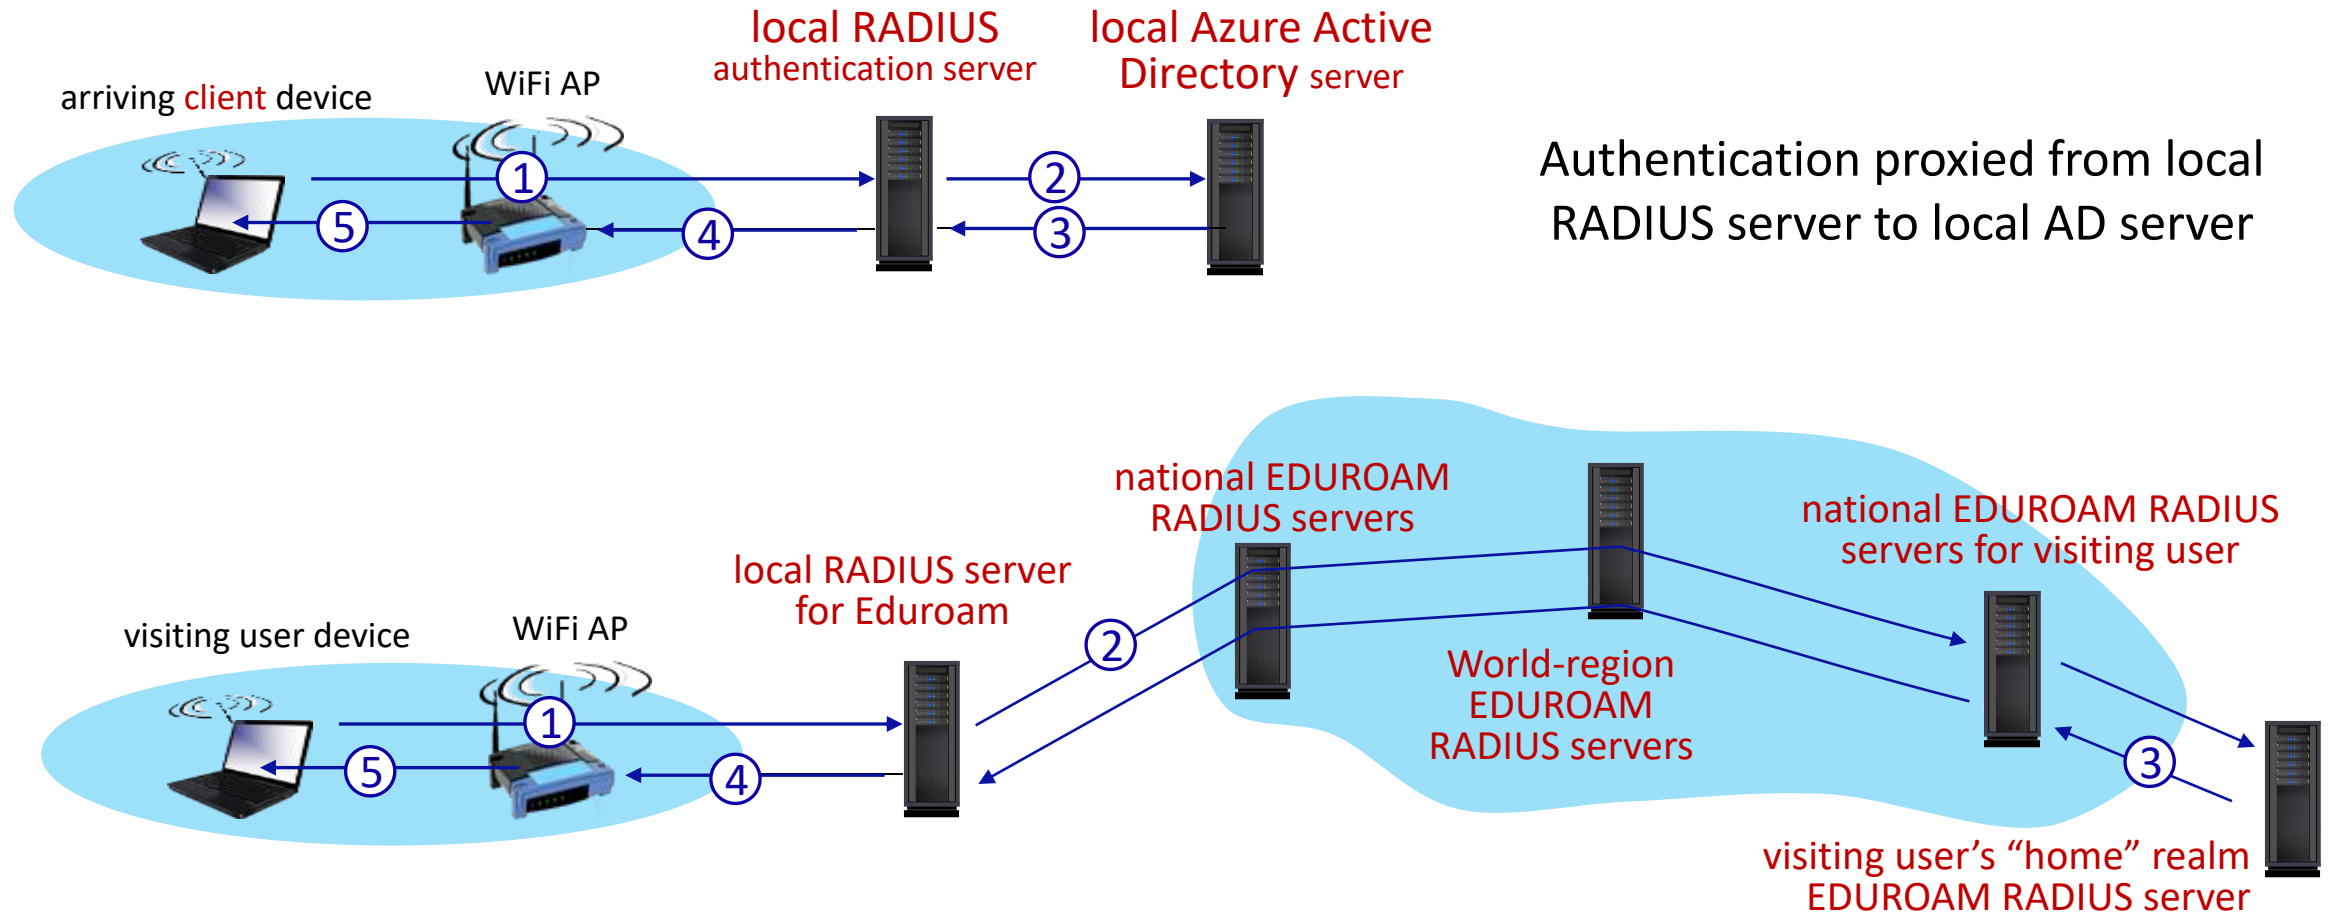 local RADIUS
authentication server
local Azure Active
Directory server
WiFi AP
arriving client device
1
2
3
4
5
Authentication proxied from local
RADIUS server to local AD server
national EDUROAM
RADIUS servers
national EDUROAM RADIUS
servers for visiting user
local RADIUS server
for Eduroam
WiFi AP
visiting user device
World-region
EDUROAM
RADIUS servers
1
2
3
4
5
visiting user’s “home” realm
EDUROAM RADIUS server